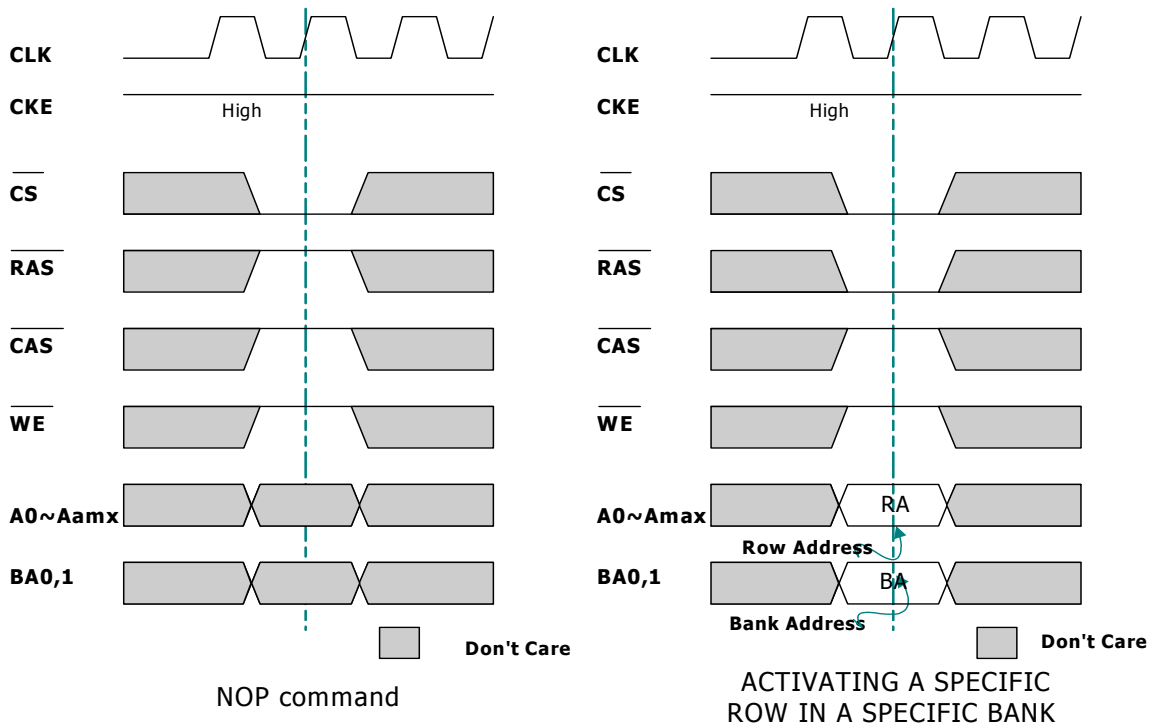 CLK
CKE
High
CS
RAS
CAS
WE
A0~Aamx
BA0,1
Don't Care
NOP command
CLK
CKE
High
CS
RAS
CAS
WE
A0~Amax
RA
Row Address
BA0,1
BA
Bank Address
Don't Care
ACTIVATING A SPECIFIC
ROW IN A SPECIFIC BANK